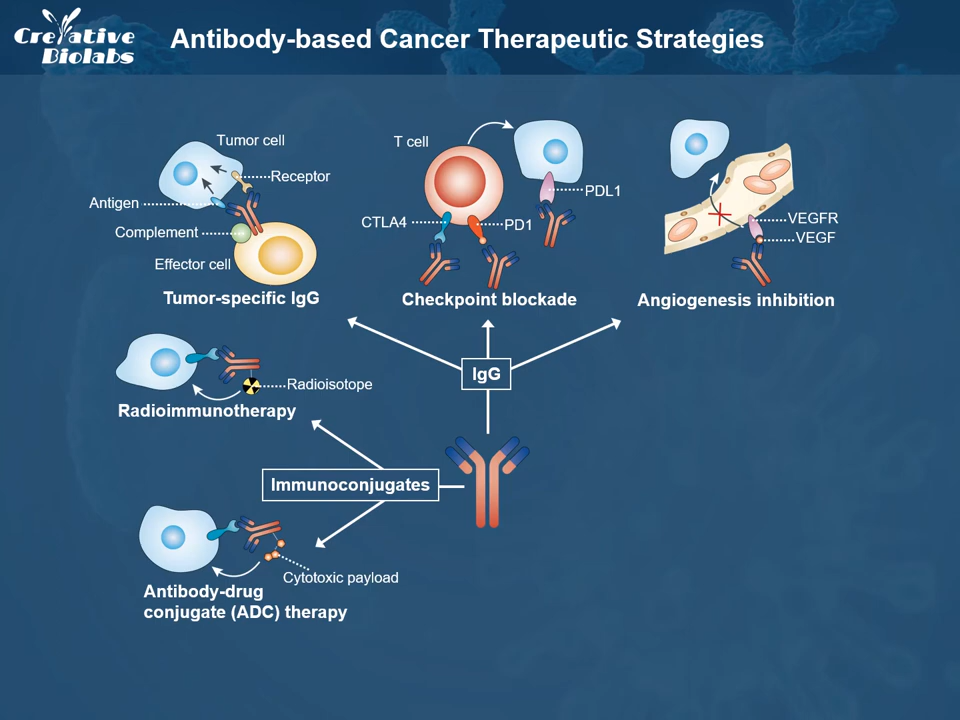 Creative
Biolabs
Antibody-based Cancer Therapeutic Strategies
Tumor cell
Receptor
Antigen
Complement
Effector cell
Tumor-specific IgG
T cell
PDL1
CTLA4
PD1
Checkpoint blockade
VEGFR
VEGF
Angiogenesis inhibition
IgG
Radioisotope
Radioimmunotherapy
Immunoconjugates
Cytotoxic payload
Antibody-drug
conjugate (ADC) therapy